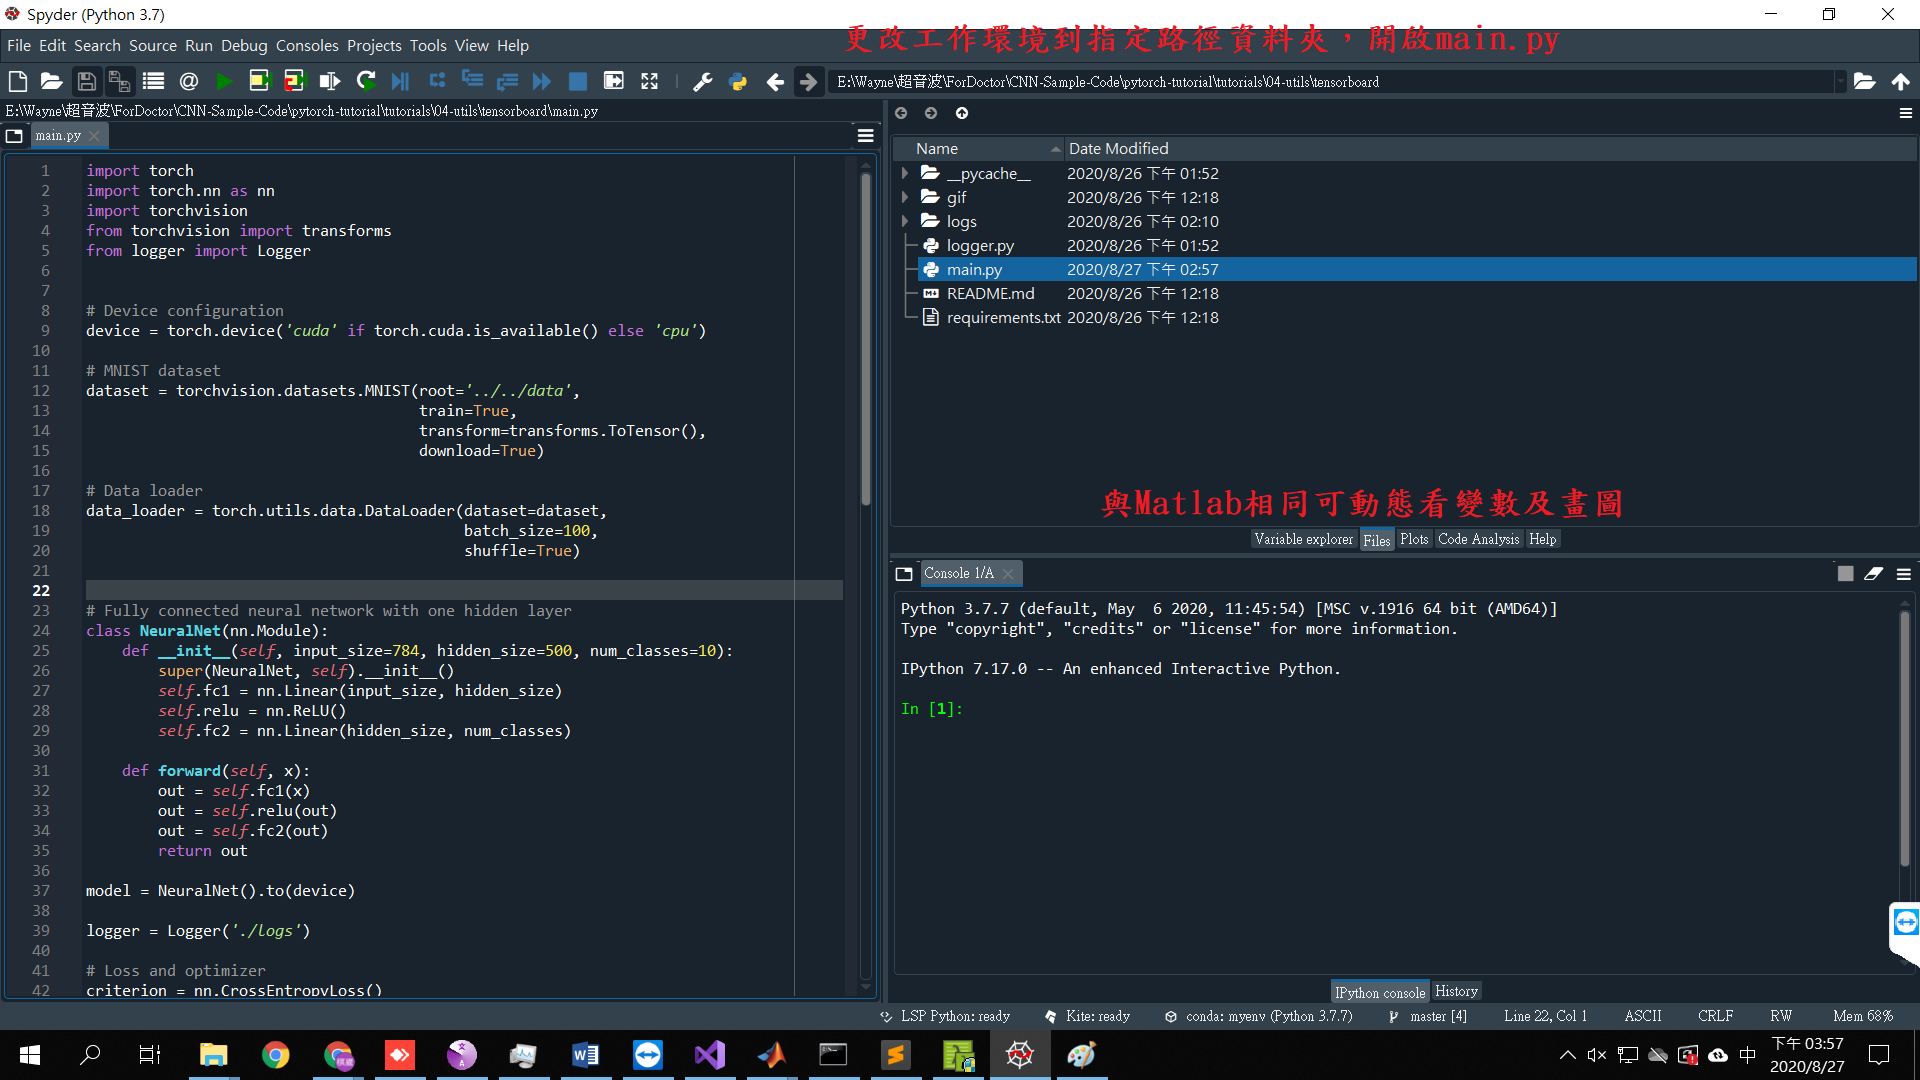 Spyder (Python 3.7)
File Edit Search Source Run Debug Consoles Projects Tools View Help
更改工作環境到指定路徑資料夾，開啟main.py
E:\Wayne\超音波\ForDoctor\CNN-Sample-Code\pytorch-tutorial\tutorials\04-utils\tensorboard
E:\Wayne\超音波\ForDoctor\CNN-Sample-Code\pytorch-tutorial\tutorials\04-utils\tensorboard\main.py
main.py
1 import torch
2 import torch.nn as nn
3 import torchvision
4 from torchvision import transforms
5 from logger import Logger
6
7
8 # Device configuration
9 device = torch.device('cuda' if torch.cuda.is_available() else 'cpu')
10
11 # MNIST dataset
12 dataset = torchvision.datasets.MNIST(root='../../data',
13 train=True,
14 transform=transforms.ToTensor(),
15 download=True)
16
17 # Data loader
18 data_loader = torch.utils.data.DataLoader(dataset=dataset,
19 batch_size=100,
20 shuffle=True)
21
22
23 # Fully connected neural network with one hidden layer
24 class NeuralNet(nn.Module):
25 def __init__(self, input_size=784, hidden_size=500, num_classes=10):
26 super(NeuralNet, self).__init__()
27 self.fc1 = nn.Linear(input_size, hidden_size)
28 self.relu = nn.ReLU()
29 self.fc2 = nn.Linear(hidden_size, num_classes)
30
31 def forward(self, x):
32 out = self.fc1(x)
33 out = self.relu(out)
34 out = self.fc2(out)
35 return out
36
37 model = NeuralNet().to(device)
38
39 logger = Logger('./logs')
40
41 # Loss and optimizer
42 criterion = nn.CrossEntropyLoss()
Name Date Modified
__pycache__ 2020/8/26 下午 01:52
gif 2020/8/26 下午 12:18
logs 2020/8/26 下午 02:10
logger.py 2020/8/26 下午 01:52
main.py 2020/8/27 下午 02:57
README.md 2020/8/26 下午 12:18
requirements.txt 2020/8/26 下午 12:18
與Matlab相同可動態看變數及畫圖
Variable explorer Files Plots Code Analysis Help
Console 1/A
Python 3.7.7 (default, May  6 2020, 11:45:54) [MSC v.1916 64 bit (AMD64)]
Type "copyright", "credits" or "license" for more information.
IPython 7.17.0 -- An enhanced Interactive Python.
In [1]:
IPython console History
LSP Python: ready Kite: ready conda: myenv (Python 3.7.7) master [4] Line 22, Col 1 ASCII CRLF RW Mem 68%
中
下午 03:57
2020/8/27